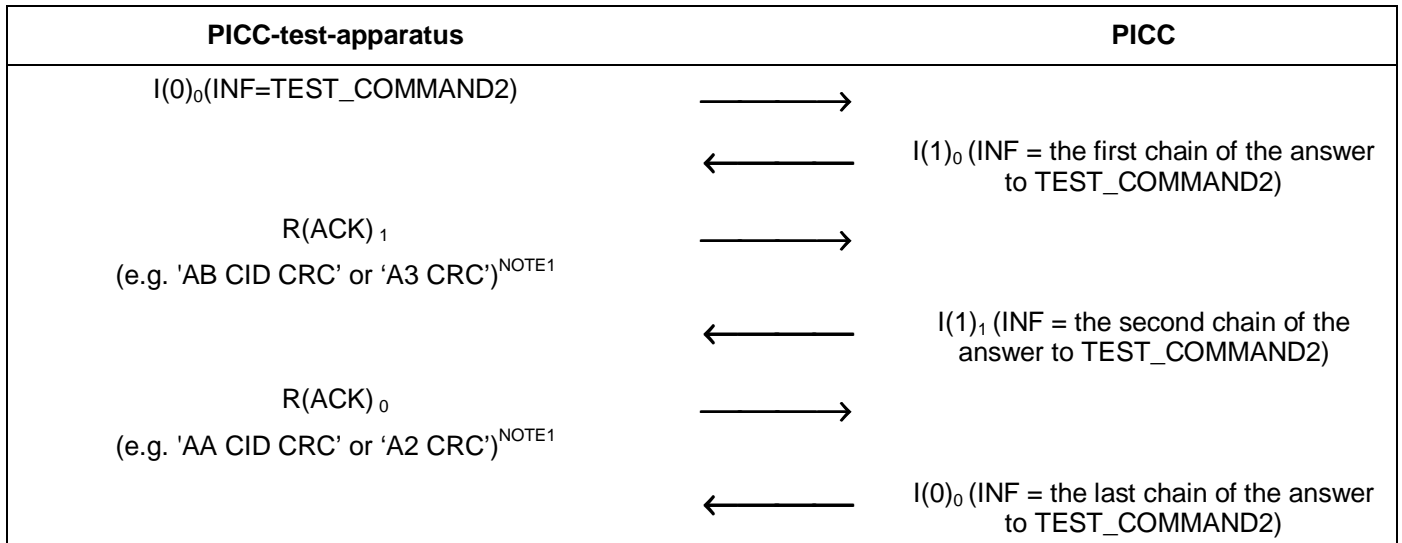 PICC-test-apparatus PICC
I(0)₀(INF=TEST_COMMAND2)
I(1)₀ (INF = the first chain of the answer
to TEST_COMMAND2)
R(ACK) ₁
(e.g. 'AB CID CRC' or ‘A3 CRC’)ᴺᴼᵀᴱ¹
I(1)₁ (INF = the second chain of the
answer to TEST_COMMAND2)
R(ACK) ₀
(e.g. 'AA CID CRC' or ‘A2 CRC’)ᴺᴼᵀᴱ¹
I(0)₀ (INF = the last chain of the answer
to TEST_COMMAND2)